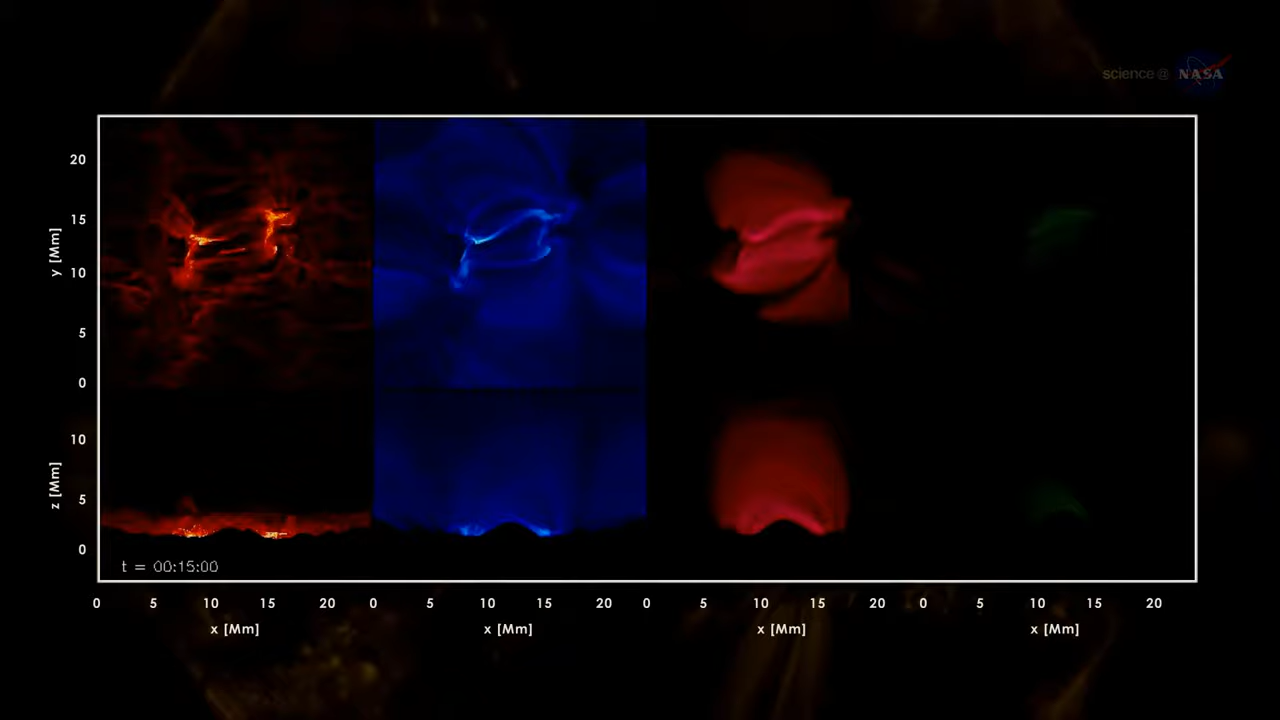 science@ NASA
20
15
10
5
0
y [Mm]
10
5
0
z [Mm]
t = 00:15:00
0 5 10 15 20 0 5 10 15 20 0 5 10 15 20 0 5 10 15 20
x [Mm] x [Mm] x [Mm] x [Mm]